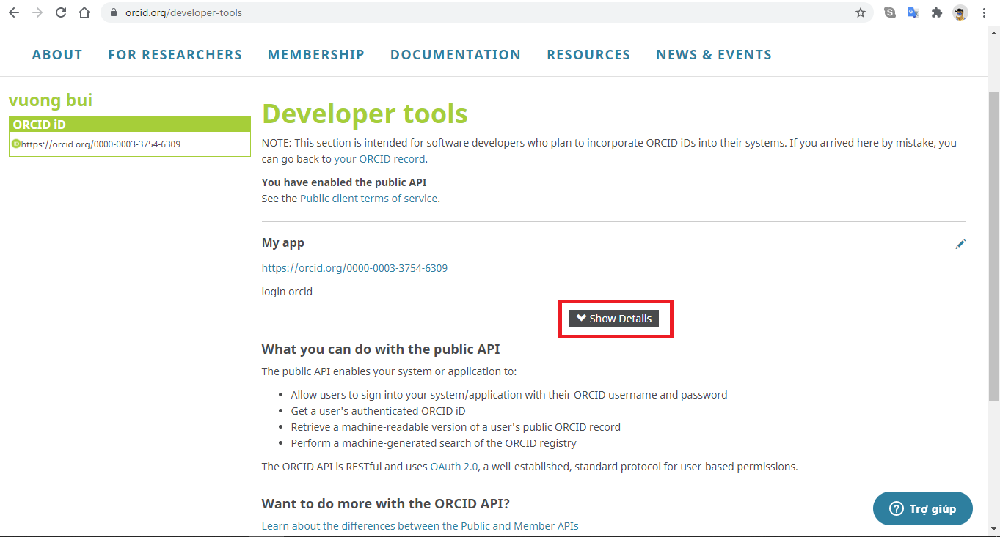 orcid.org/developer-tools
ABOUT FOR RESEARCHERS MEMBERSHIP DOCUMENTATION RESOURCES NEWS & EVENTS
vuong bui
ORCID iD
iD https://orcid.org/0000-0003-3754-6309
Developer tools
NOTE: This section is intended for software developers who plan to incorporate ORCID iDs into their systems. If you arrived here by mistake, you
can go back to your ORCID record.
You have enabled the public API
See the Public client terms of service.
My app
https://orcid.org/0000-0003-3754-6309
login orcid
Show Details
What you can do with the public API
The public API enables your system or application to:
• Allow users to sign into your system/application with their ORCID username and password
• Get a user's authenticated ORCID iD
• Retrieve a machine-readable version of a user's public ORCID record
• Perform a machine-generated search of the ORCID registry
The ORCID API is RESTful and uses OAuth 2.0, a well-established, standard protocol for user-based permissions.
Want to do more with the ORCID API?
Learn about the differences between the Public and Member APIs
Trợ giúp